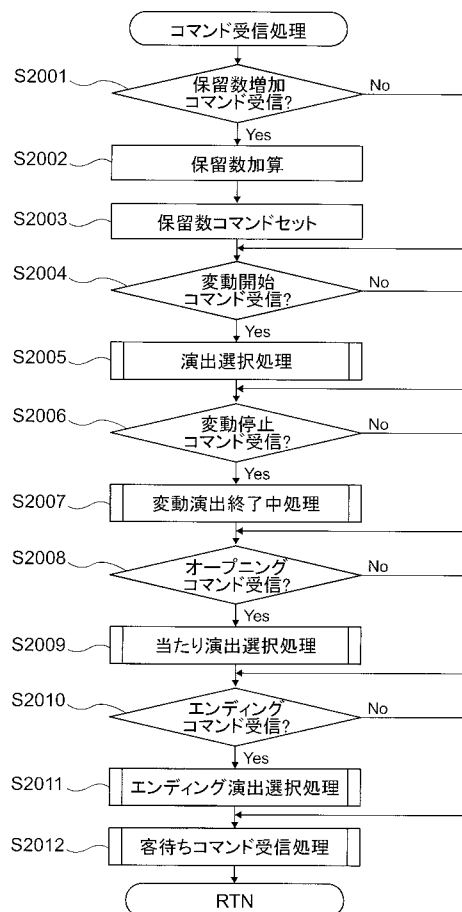 コマンド受信処理
S2001
保留数増加
コマンド受信?
No
Yes
S2002
保留数加算
S2003
保留数コマンドセット
S2004
変動開始
コマンド受信?
No
Yes
S2005
演出選択処理
S2006
変動停止
コマンド受信?
No
Yes
S2007
変動演出終了中処理
S2008
オープニング
コマンド受信?
No
Yes
S2009
当たり演出選択処理
S2010
エンディング
コマンド受信?
No
Yes
S2011
エンディング演出選択処理
S2012
客待ちコマンド受信処理
RTN